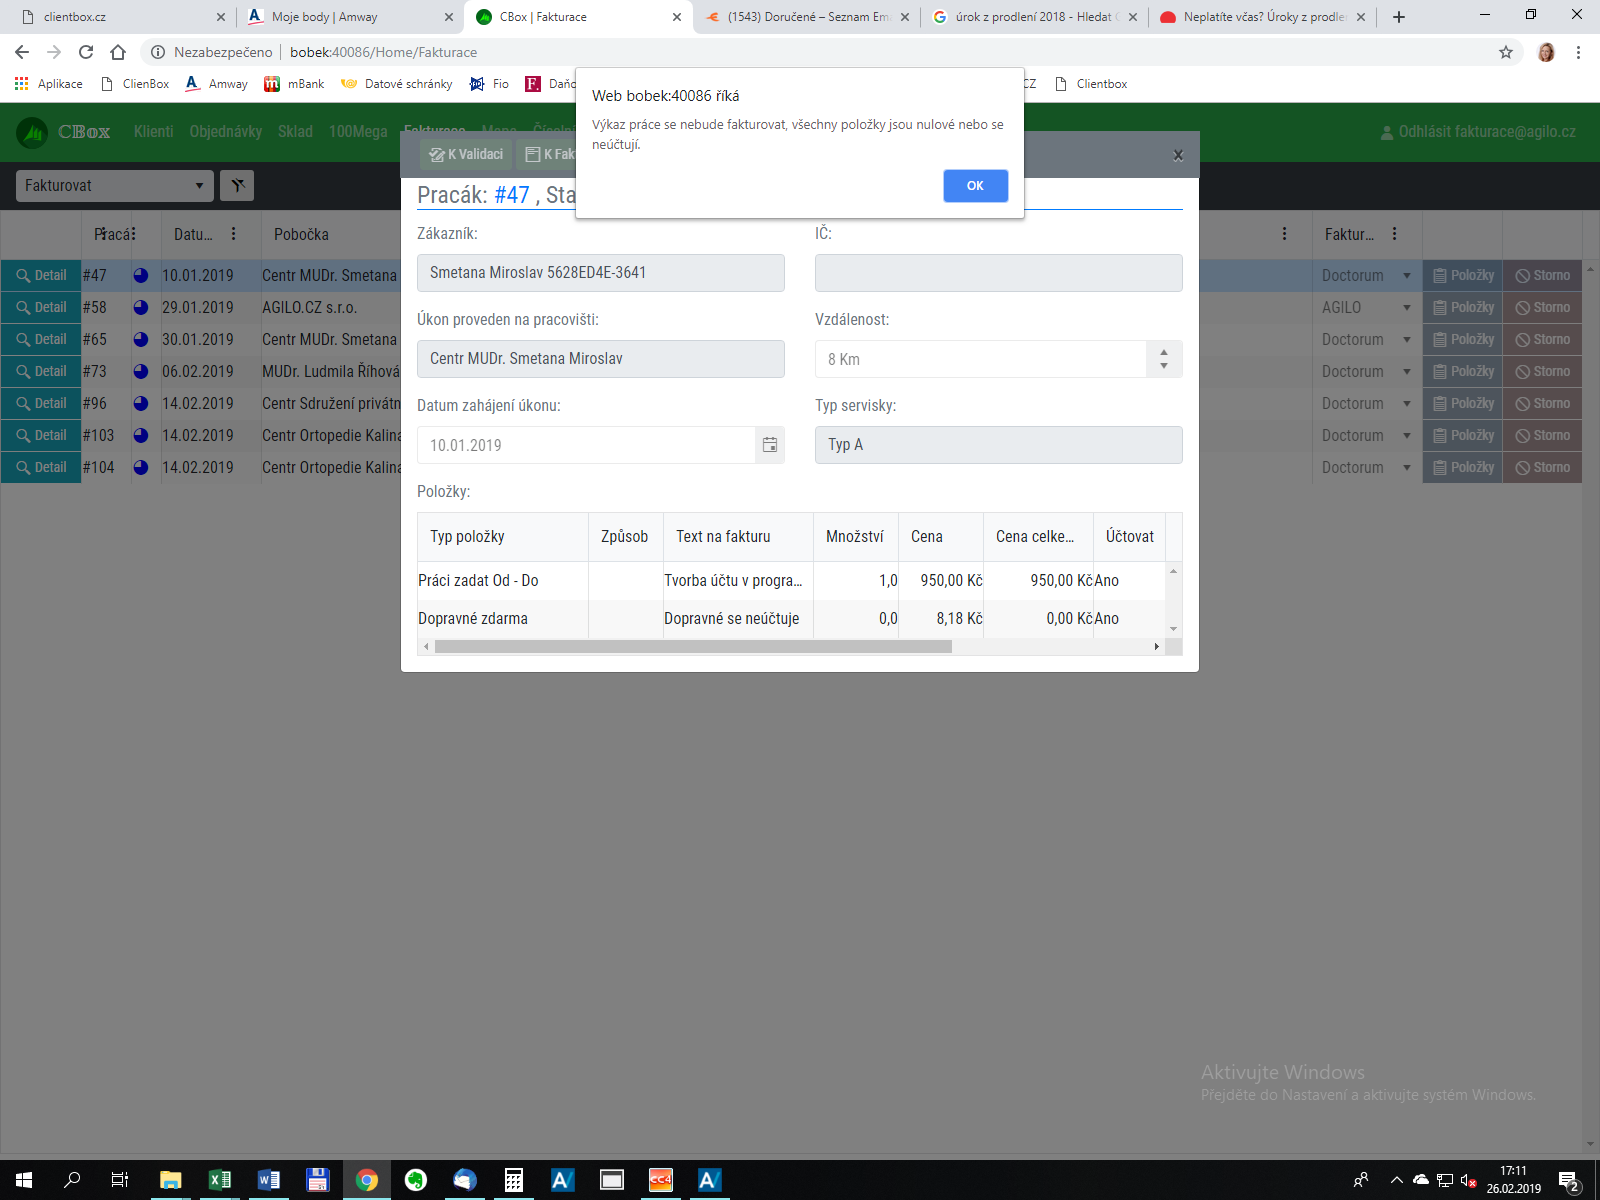 clientbox.cz
Moje body | Amway
CBox | Fakturace
(1543) Doručené – Seznam Em
úrok z prodlení 2018 - Hledat
Neplatíte včas? Úroky z prodle
Nezabezpečeno
bobek:40086/Home/Fakturace
Aplikace
ClienBox
Amway
mBank
Datové schránky
Fio
CZ
Clientbox
Web bobek:40086 říká
Výkaz práce se nebude fakturovat, všechny položky jsou nulové nebo se
neúčtují.
OK
CBox
Klienti
Objednávky
Sklad
100Mega
Fakturace
Odhlásit fakturace@agilo.cz
K Validaci
K Fak
x
Fakturovat
Pracák: #47 , Sta
Pracá
Datu...
Pobočka
Faktur...
Detail #47 10.01.2019 Centr MUDr. Smetana Doctorum Položky Storno
Detail #58 29.01.2019 AGILO.CZ s.r.o. AGILO Položky Storno
Detail #65 30.01.2019 Centr MUDr. Smetana Doctorum Položky Storno
Detail #73 06.02.2019 MUDr. Ludmila Říhová Doctorum Položky Storno
Detail #96 14.02.2019 Centr Sdružení privátn Doctorum Položky Storno
Detail #103 14.02.2019 Centr Ortopedie Kalina Doctorum Položky Storno
Detail #104 14.02.2019 Centr Ortopedie Kalina Doctorum Položky Storno
Zákazník:
IČ:
Smetana Miroslav 5628ED4E-3641
Úkon proveden na pracovišti:
Vzdálenost:
Centr MUDr. Smetana Miroslav
8 Km
Datum zahájení úkonu:
Typ servisky:
10.01.2019
Typ A
Položky:
Typ položky Způsob Text na fakturu Množství Cena Cena celke... Účtovat
Práci zadat Od - Do Tvorba účtu v progra... 1,0 950,00 Kč 950,00 Kč Ano
Dopravné zdarma Dopravné se neúčtuje 0,0 8,18 Kč 0,00 Kč Ano
Aktivujte Windows
Přejděte do Nastavení a aktivujte systém Windows.
CC4
17:11
26.02.2019
2